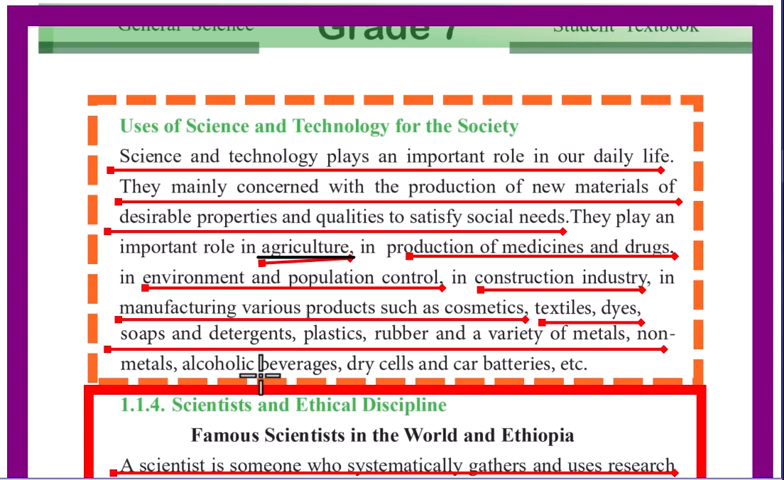 General Science Grade 7 Student Textbook
Uses of Science and Technology for the Society
Science and technology plays an important role in our daily life.
They mainly concerned with the production of new materials of
desirable properties and qualities to satisfy social needs.They play an
important role in agriculture, in production of medicines and drugs,
in environment and population control, in construction industry, in
manufacturing various products such as cosmetics, textiles, dyes,
soaps and detergents, plastics, rubber and a variety of metals, non-
metals, alcoholic beverages, dry cells and car batteries, etc.
1.1.4. Scientists and Ethical Discipline
Famous Scientists in the World and Ethiopia
A scientist is someone who systematically gathers and uses research